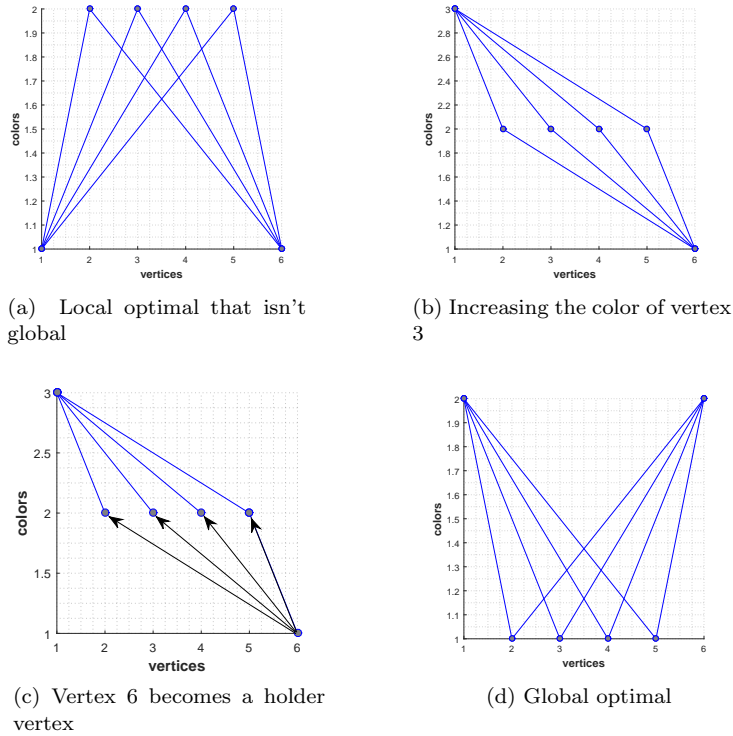 2
1.9
1.8
1.7
1.6
1.5
1.4
1.3
1.2
1.1
1
colors
1 2 3 4 5 6
vertices
(a) Local optimal that isn't
global
3
2.8
2.6
2.4
2.2
2
1.8
1.6
1.4
1.2
1
colors
1 2 3 4 5 6
vertices
(b) Increasing the color of vertex
3
3
2.5
2
1.5
1
colors
1 2 3 4 5 6
vertices
(c) Vertex 6 becomes a holder
vertex
2
1.9
1.8
1.7
1.6
1.5
1.4
1.3
1.2
1.1
1
colors
1 2 3 4 5 6
vertices
(d) Global optimal